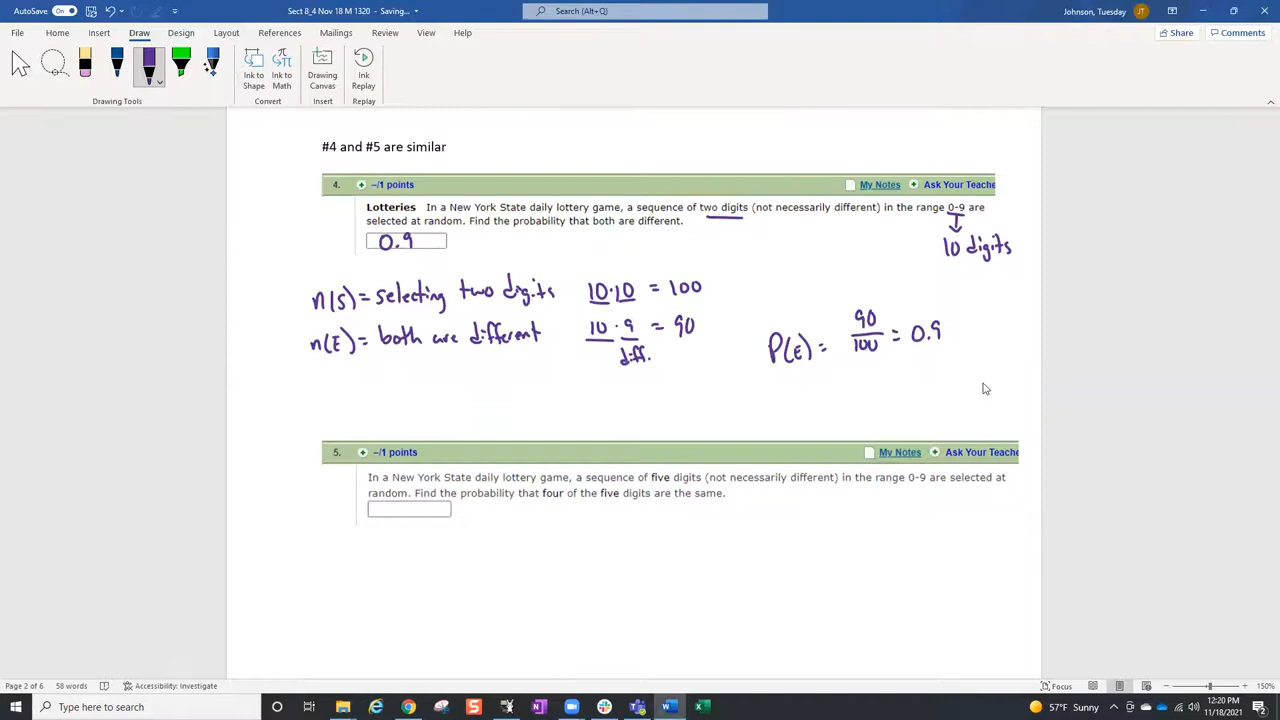 AutoSave On Sect 8_4 Nov 18 M 1320 - Saving... Search (Alt+Q) Johnson, Tuesday JT
File Home Insert Draw Design Layout References Mailings Review View Help Share Comments
Ink to Shape Ink to Math Drawing Canvas Ink Replay
Drawing Tools Convert Insert Replay
#4 and #5 are similar
4. –/1 points My Notes Ask Your Teache
Lotteries In a New York State daily lottery game, a sequence of two digits (not necessarily different) in the range 0-9 are
selected at random. Find the probability that both are different.
0.9
10 digits
n(S)= selecting two digits 10·10 = 100
n(E)= both are different 10 · 9 = 90
diff.
P(E)= 90/100 = 0.9
5. –/1 points My Notes Ask Your Teache
In a New York State daily lottery game, a sequence of five digits (not necessarily different) in the range 0-9 are selected at
random. Find the probability that four of the five digits are the same.
Page 2 of 6 58 words Accessibility: Investigate Focus 150%
Type here to search 57°F Sunny 12:20 PM
11/18/2021